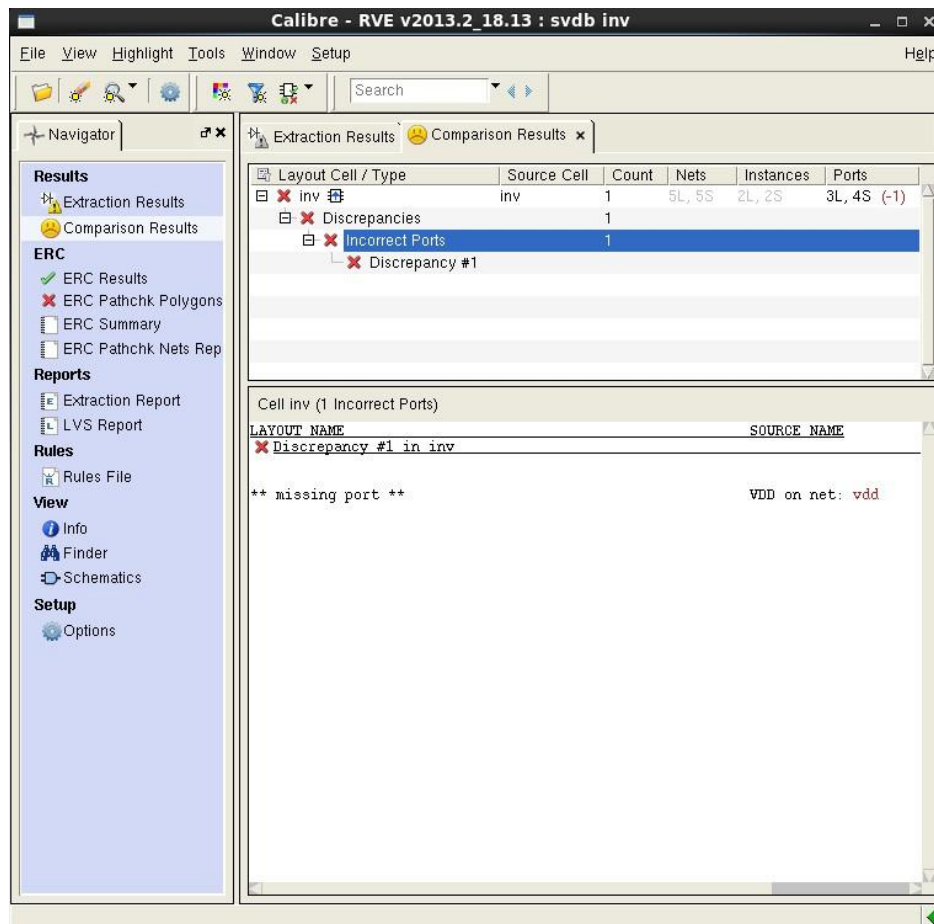 Calibre - RVE v2013.2_18.13 : svdb inv
File View Highlight Tools Window Setup Help
Search
Navigator
Results
Extraction Results
Comparison Results
ERC
ERC Results
ERC Pathchk Polygons
ERC Summary
ERC Pathchk Nets Rep
Reports
Extraction Report
LVS Report
Rules
Rules File
View
Info
Finder
Schematics
Setup
Options
Extraction Results Comparison Results
Layout Cell / Type Source Cell Count Nets Instances Ports
inv inv 1 5L, 5S 2L, 2S 3L, 4S (-1)
Discrepancies 1
Incorrect Ports 1
Discrepancy #1
Cell inv (1 Incorrect Ports)
LAYOUT NAME SOURCE NAME
Discrepancy #1 in inv
** missing port ** VDD on net: vdd